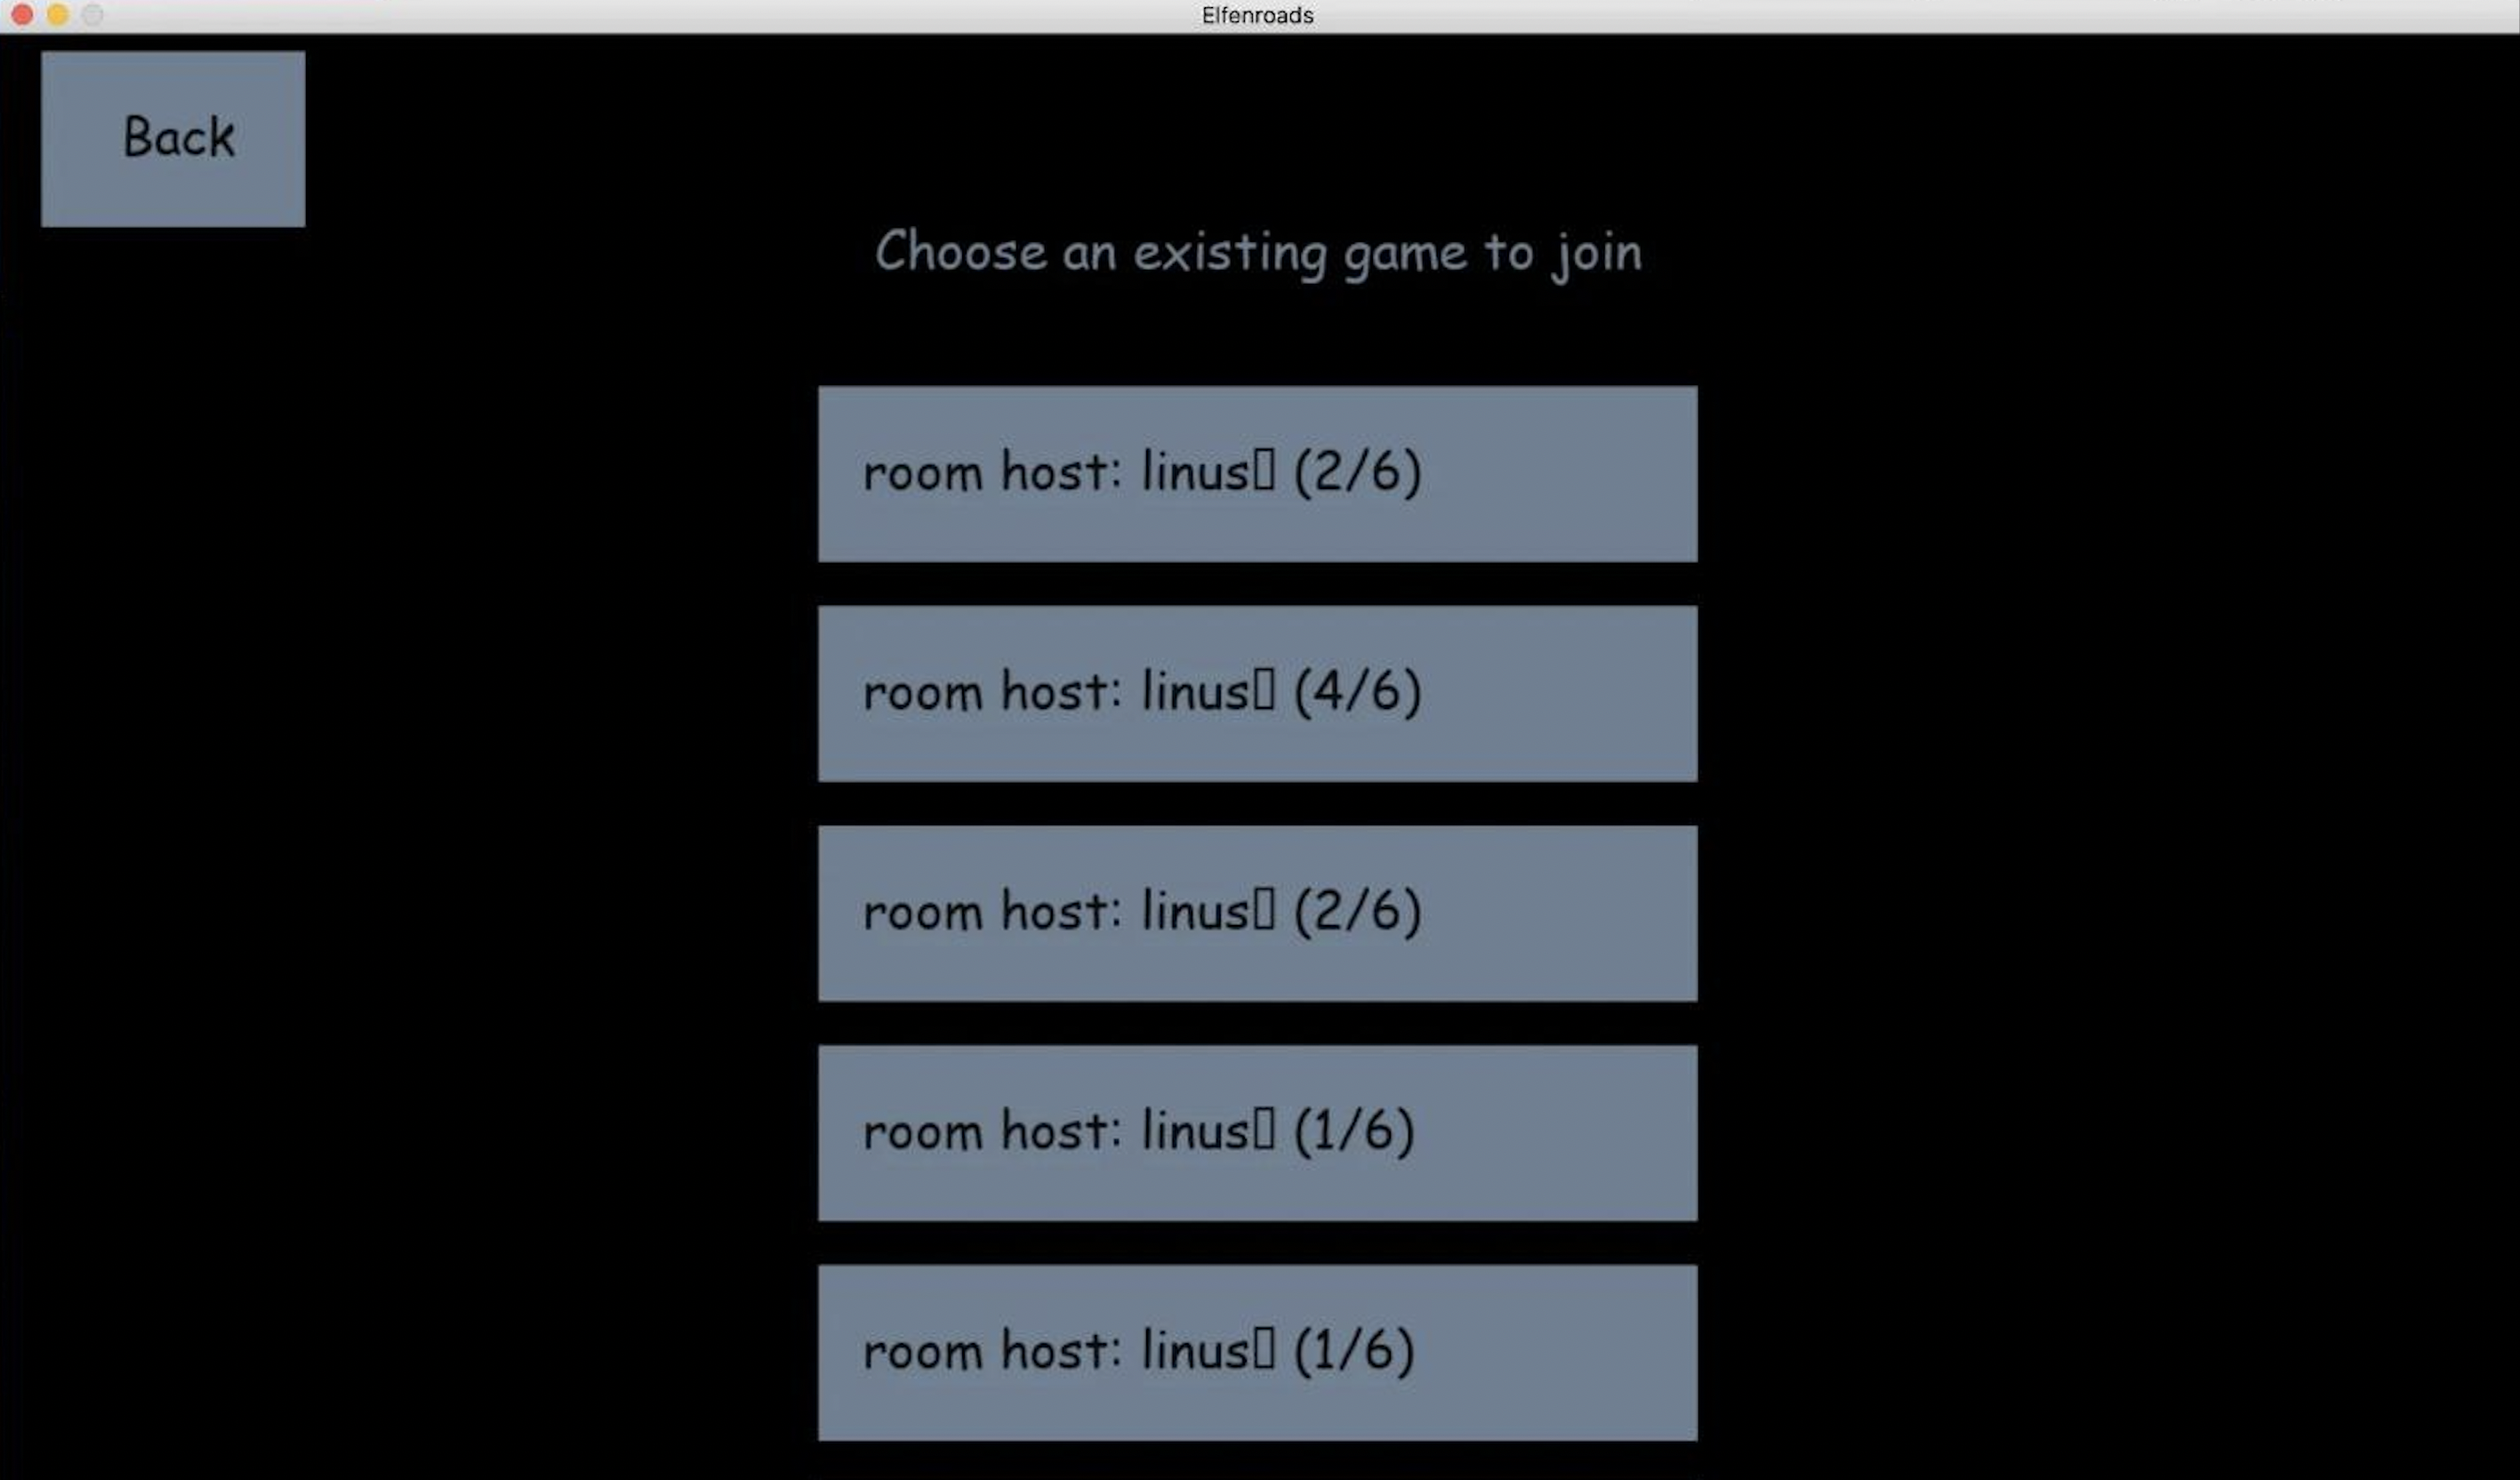 Elfenroads
Back
Choose an existing game to join
room host: linus▯ (2/6)
room host: linus▯ (4/6)
room host: linus▯ (2/6)
room host: linus▯ (1/6)
room host: linus▯ (1/6)